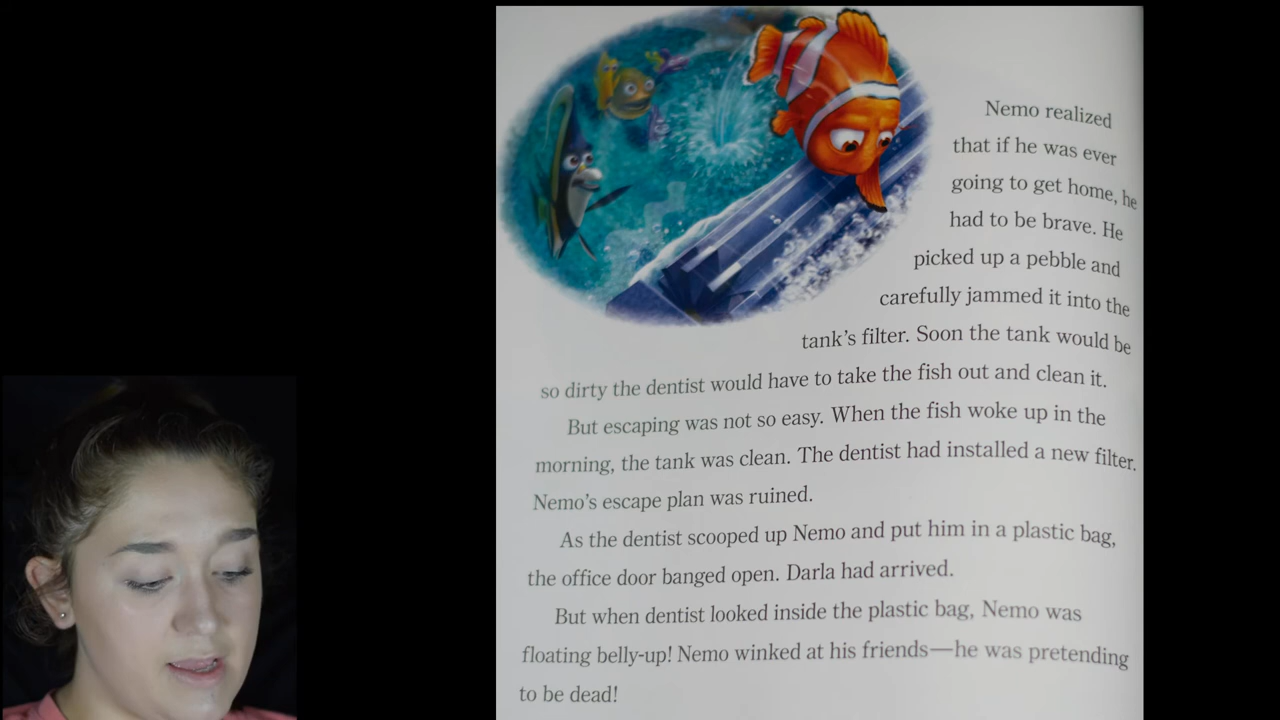 Nemo realized
that if he was ever
going to get home, he
had to be brave. He
picked up a pebble and
carefully jammed it into the
tank's filter. Soon the tank would be
so dirty the dentist would have to take the fish out and clean it.
But escaping was not so easy. When the fish woke up in the
morning, the tank was clean. The dentist had installed a new filter.
Nemo's escape plan was ruined.
As the dentist scooped up Nemo and put him in a plastic bag,
the office door banged open. Darla had arrived.
But when dentist looked inside the plastic bag, Nemo was
floating belly-up! Nemo winked at his friends—he was pretending
to be dead!